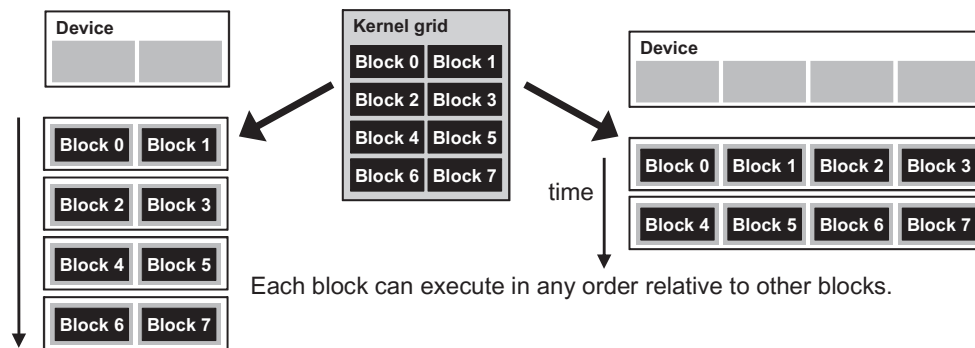 Device
Block 0 Block 1
Block 2 Block 3
Block 4 Block 5
Block 6 Block 7
Kernel grid
Block 0 Block 1
Block 2 Block 3
Block 4 Block 5
Block 6 Block 7
Device
time
Block 0 Block 1 Block 2 Block 3
Block 4 Block 5 Block 6 Block 7
Each block can execute in any order relative to other blocks.